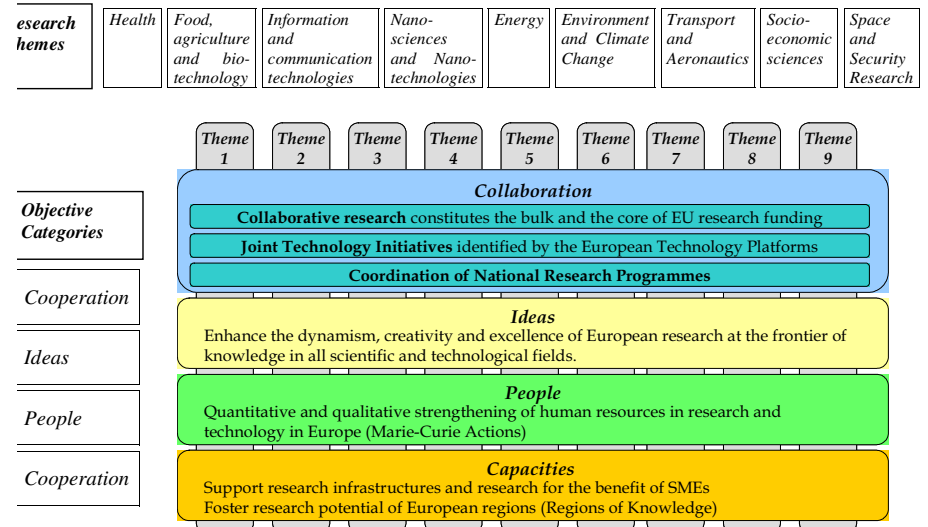 esearch
hemes
Health
Food,
agriculture
and bio-
technology
Information
and
communication
technologies
Nano-
sciences
and Nano-
technologies
Energy
Environment
and Climate
Change
Transport
and
Aeronautics
Socio-
economic
sciences
Space
and
Security
Research
Theme
1
Theme
2
Theme
3
Theme
4
Theme
5
Theme
6
Theme
7
Theme
8
Theme
9
Objective
Categories
Cooperation
Ideas
People
Cooperation
Collaboration
Collaborative research constitutes the bulk and the core of EU research funding
Joint Technology Initiatives identified by the European Technology Platforms
Coordination of National Research Programmes
Ideas
Enhance the dynamism, creativity and excellence of European research at the frontier of
knowledge in all scientific and technological fields.
People
Quantitative and qualitative strengthening of human resources in research and
technology in Europe (Marie-Curie Actions)
Capacities
Support research infrastructures and research for the benefit of SMEs
Foster research potential of European regions (Regions of Knowledge)